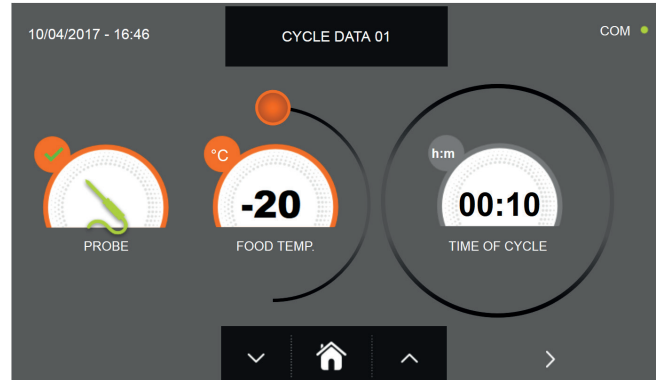 10/04/2017 - 16:46
CYCLE DATA 01
COM
°C
h:m
-20
00:10
PROBE
FOOD TEMP.
TIME OF CYCLE